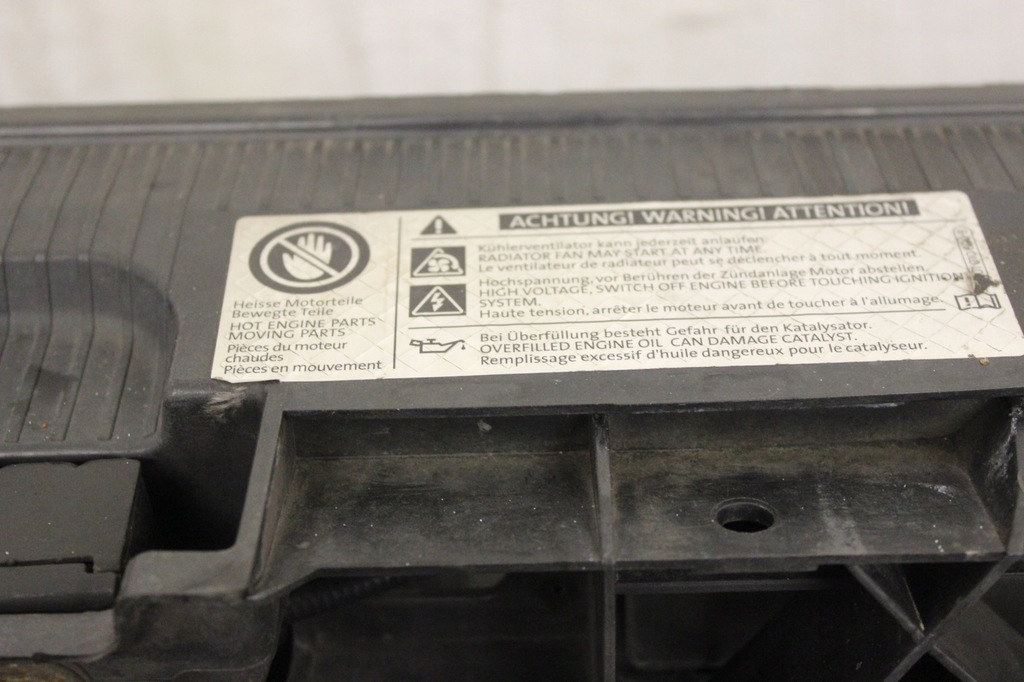 Heisse Motorteile
Bewegte Teile
HOT ENGINE PARTS
MOVING PARTS
Pièces du moteur
chaudes
Pièces en mouvement
ACHTUNG! WARNING! ATTENTION!
Kühlerventilator kann jederzeit anlaufen.
RADIATOR FAN MAY START AT ANY TIME.
Le ventilateur de radiateur peut se déclencher à tout moment.
Hochspannung, vor Berühren der Zündanlage Motor abstellen.
HIGH VOLTAGE, SWITCH OFF ENGINE BEFORE TOUCHING IGNITION
SYSTEM.
Haute tension, arrêter le moteur avant de toucher à l'allumage.
Bei Überfüllung besteht Gefahr für den Katalysator.
OVERFILLED ENGINE OIL CAN DAMAGE CATALYST.
Remplissage excessif d'huile dangereux pour le catalyseur.